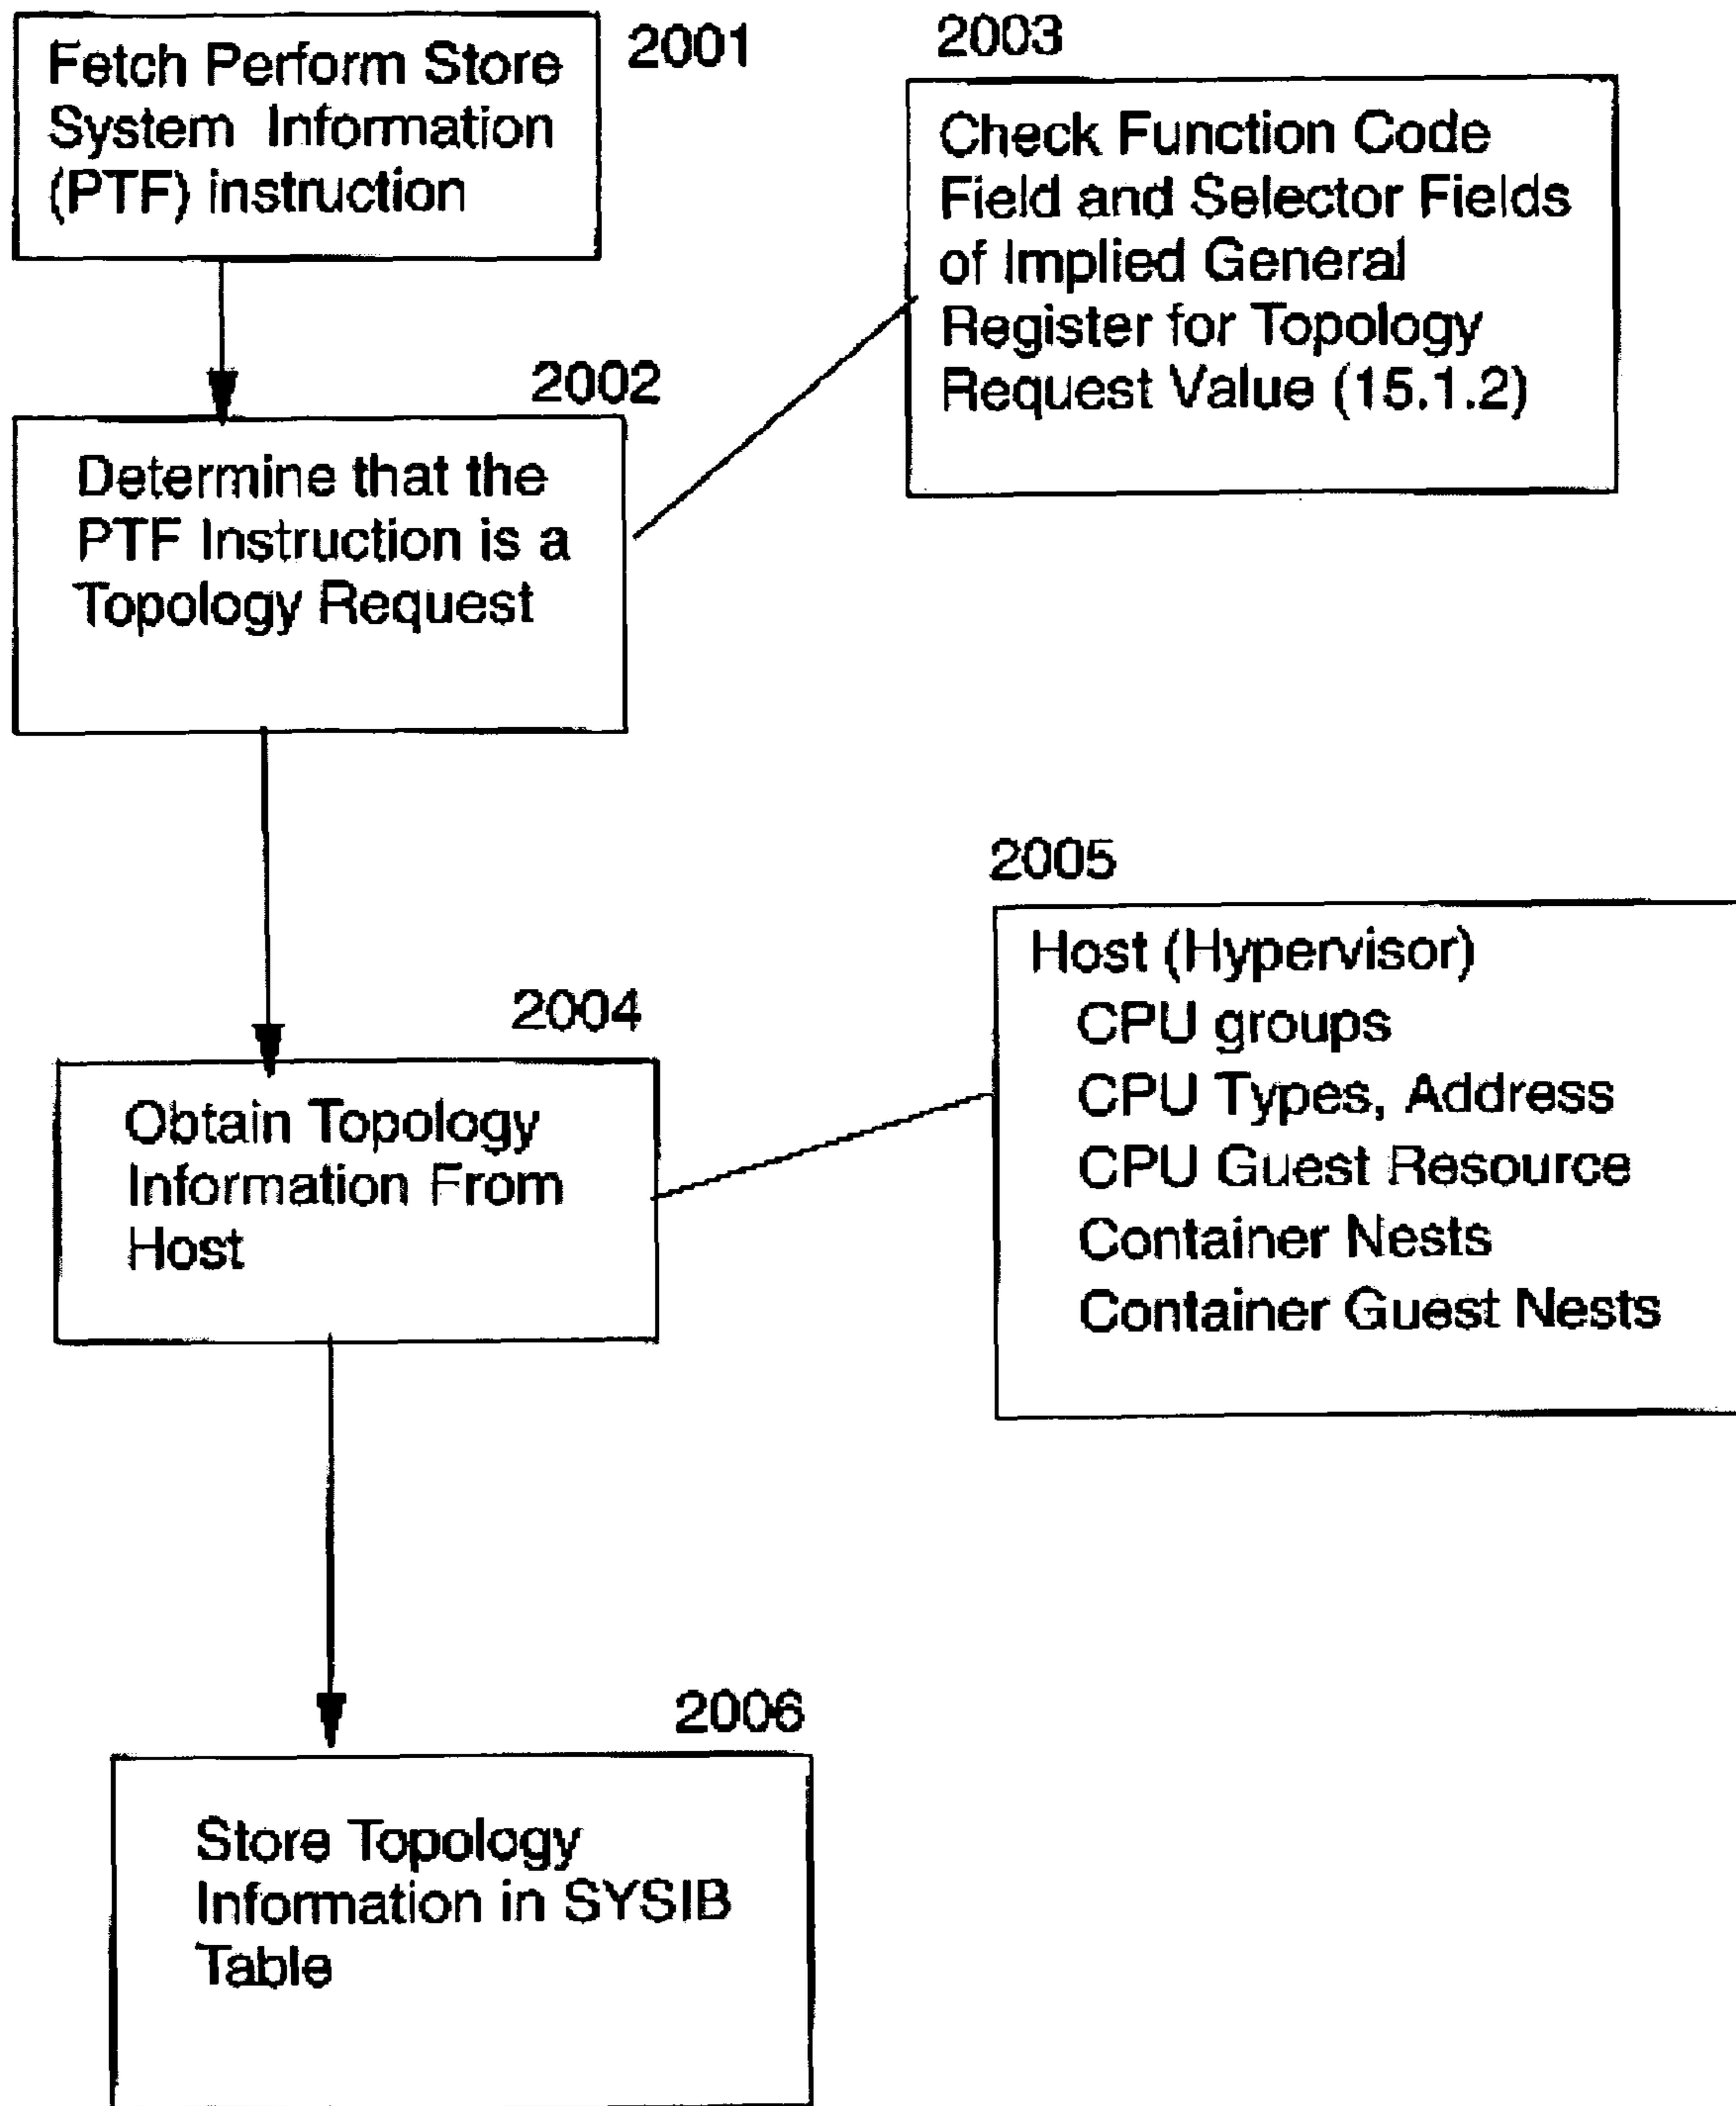 2001
Fetch Perform Store
System Information
(PTF) instruction
2003
Check Function Code
Field and Selector Fields
of Implied General
Register for Topology
Request Value (15.1.2)
2002
Determine that the
PTF Instruction is a
Topology Request
2005
Host (Hypervisor)
CPU groups
CPU Types, Address
CPU Guest Resource
Container Nests
Container Guest Nests
2004
Obtain Topology
Information From
Host
2006
Store Topology
Information in SYSIB
Table